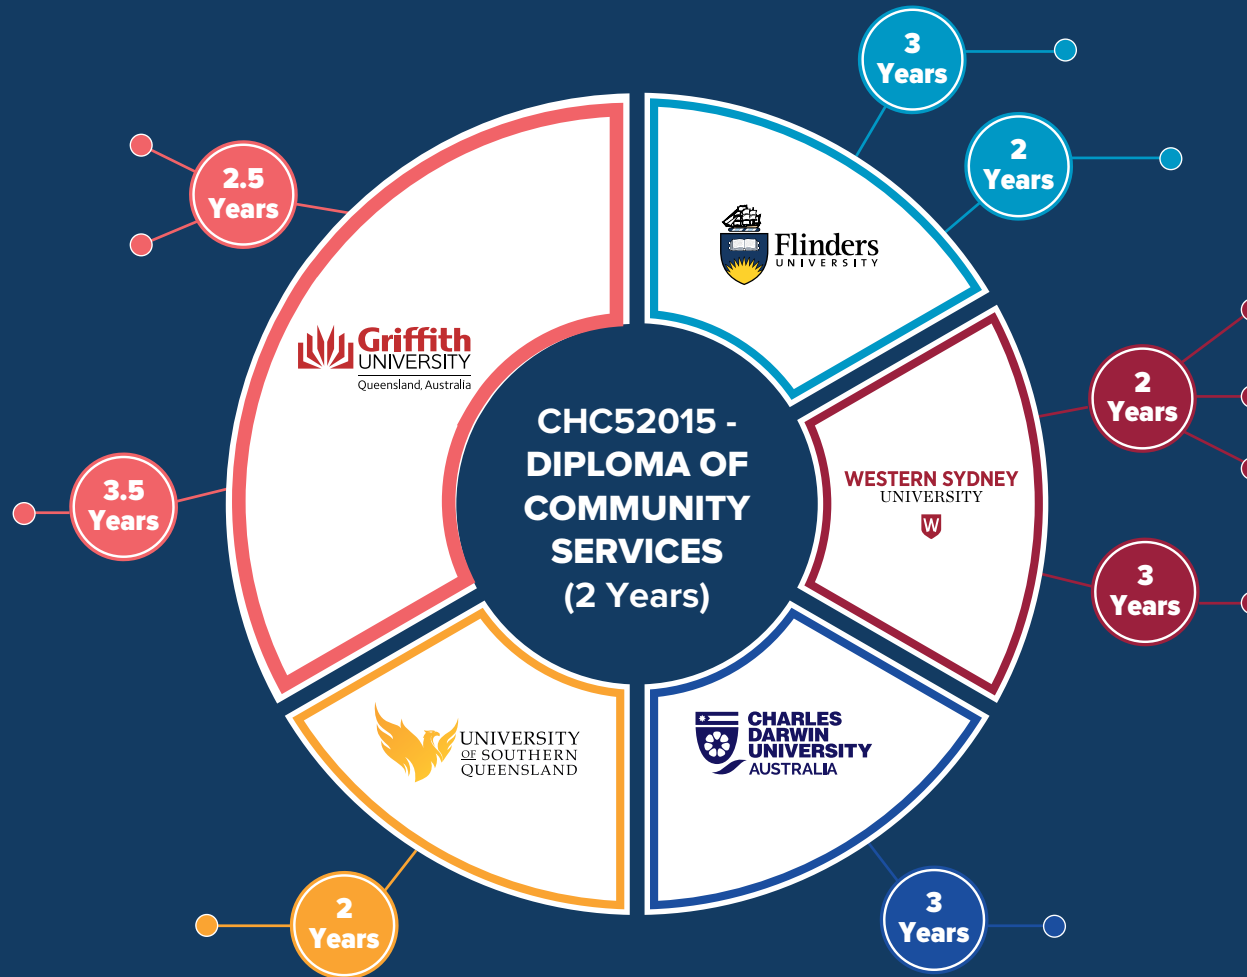 3
Years
2
Years
2.5
Years
Flinders
UNIVERSITY
Griffith
UNIVERSITY
Queensland, Australia
2
Years
CHC52015 -
DIPLOMA OF
COMMUNITY
SERVICES
(2 Years)
WESTERN SYDNEY
UNIVERSITY
W
3.5
Years
3
Years
UNIVERSITY
OF SOUTHERN
QUEENSLAND
CHARLES
DARWIN
UNIVERSITY
AUSTRALIA
2
Years
3
Years